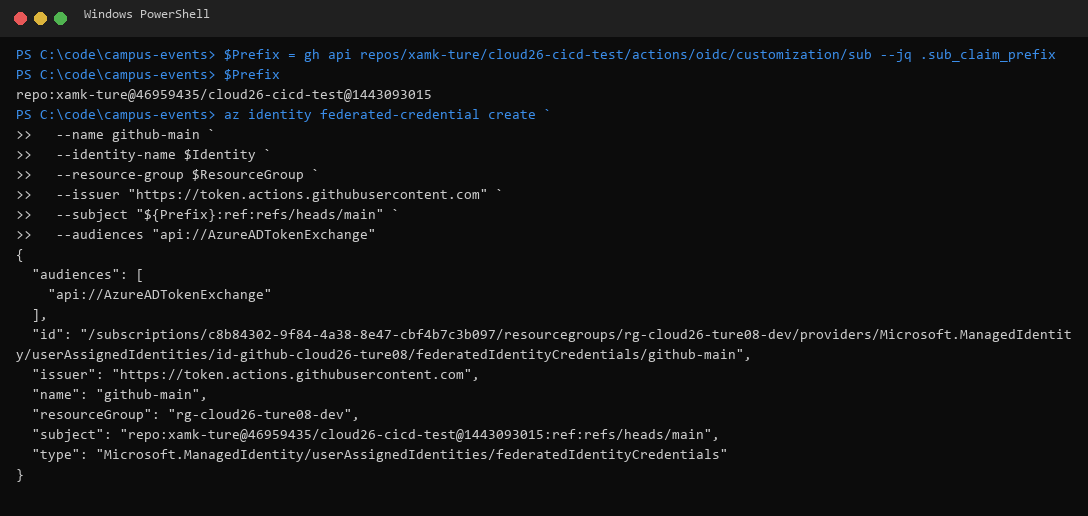 Windows PowerShell
PS C:\code\campus-events> $Prefix = gh api repos/xamk-ture/cloud26-cicd-test/actions/oidc/customization/sub --jq .sub_claim_prefix
PS C:\code\campus-events> $Prefix
repo:xamk-ture@46959435/cloud26-cicd-test@1443093015
PS C:\code\campus-events> az identity federated-credential create `
>>   --name github-main `
>>   --identity-name $Identity `
>>   --resource-group $ResourceGroup `
>>   --issuer "https://token.actions.githubusercontent.com" `
>>   --subject "${Prefix}:ref:refs/heads/main" `
>>   --audiences "api://AzureADTokenExchange"
{
  "audiences": [
    "api://AzureADTokenExchange"
  ],
  "id": "/subscriptions/c8b84302-9f84-4a38-8e47-cbf4b7c3b097/resourcegroups/rg-cloud26-ture08-dev/providers/Microsoft.ManagedIdentit
y/userAssignedIdentities/id-github-cloud26-ture08/federatedIdentityCredentials/github-main",
  "issuer": "https://token.actions.githubusercontent.com",
  "name": "github-main",
  "resourceGroup": "rg-cloud26-ture08-dev",
  "subject": "repo:xamk-ture@46959435/cloud26-cicd-test@1443093015:ref:refs/heads/main",
  "type": "Microsoft.ManagedIdentity/userAssignedIdentities/federatedIdentityCredentials"
}